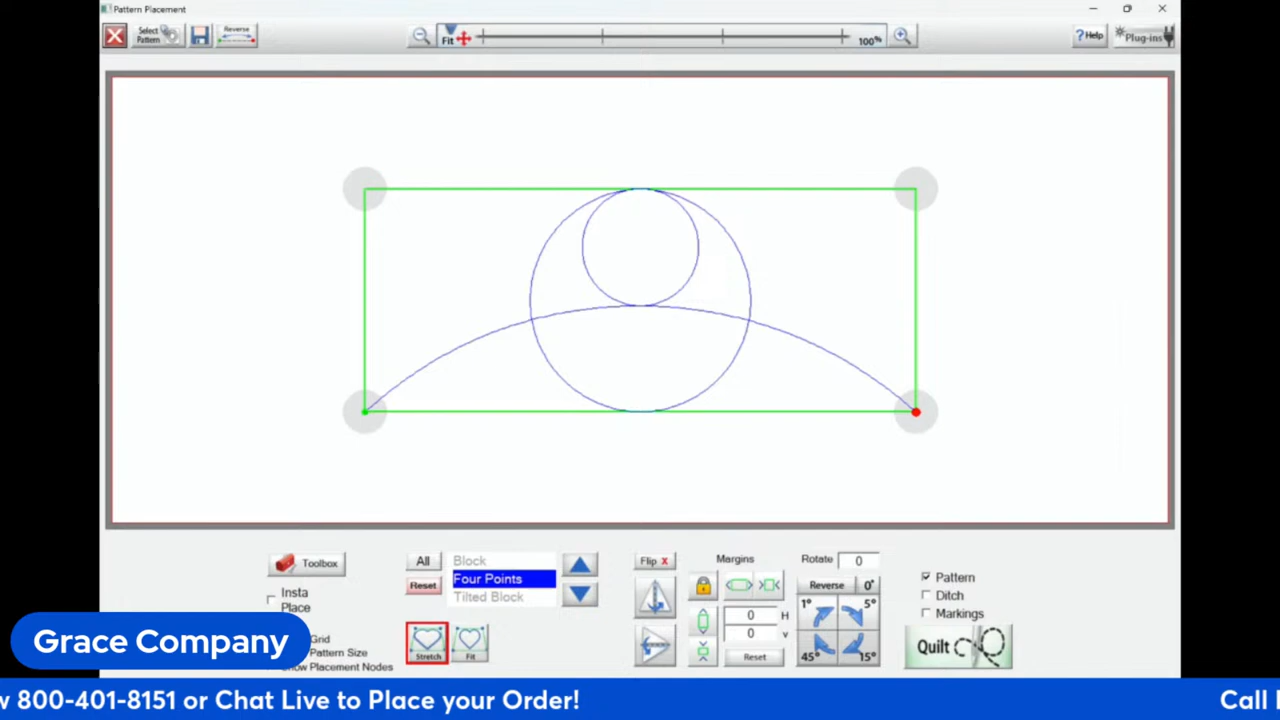 Pattern Placement
Select
Pattern
Reverse
Fit
100%
?Help
Plug-ins
Toolbox
Insta
Place
Grid
Pattern Size
ow Placement Nodes
All
Reset
Block
Four Points
Tilted Block
Stretch
Fit
Flip X
Margins
0 H
0 v
Reset
Rotate 0
Reverse 0°
1° 5°
45° 15°
Pattern
Ditch
Markings
Quilt
Grace Company
w 800-401-8151 or Chat Live to Place your Order!
Call